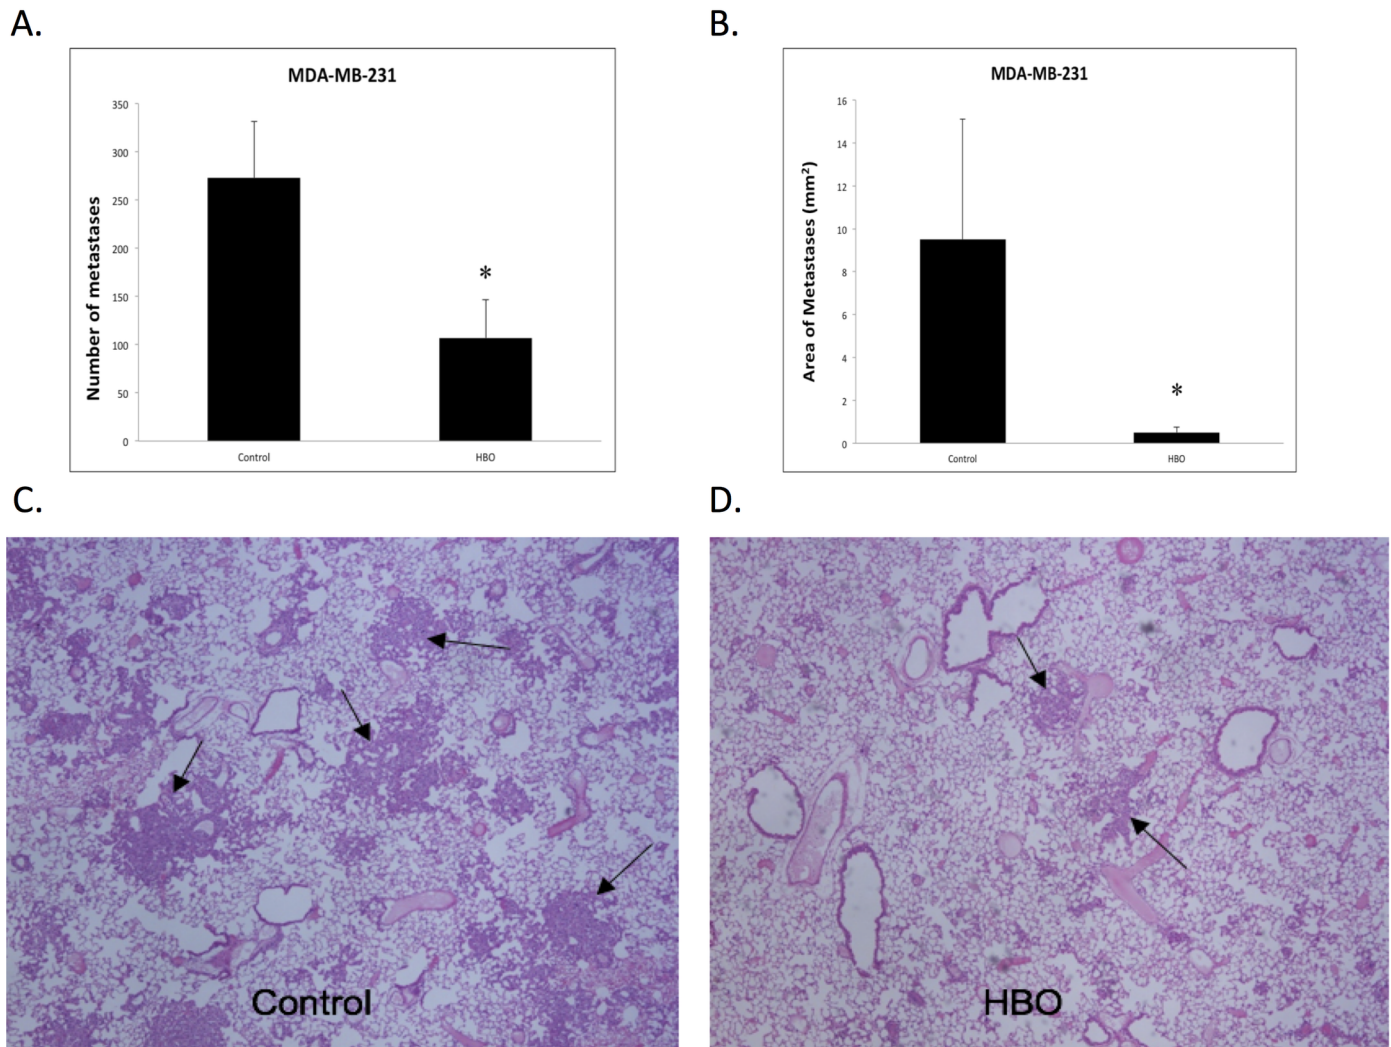 A.
MDA-MB-231
Number of metastases
350
300
250
200
150
100
50
0
*
Control
HBO
B.
MDA-MB-231
Area of Metastases (mm²)
16
14
12
10
8
6
4
2
0
*
Control
HBO
C.
Control
D.
HBO